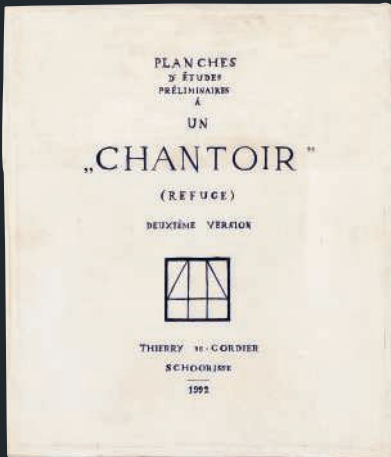 PLANCHES
D'ÉTUDES
PRÉLIMINAIRES
À
UN
„CHANTOIR"
(REFUGE)
DEUXIÈME VERSION
THIERRY DE·CORDIER
SCHOORISSE
1992